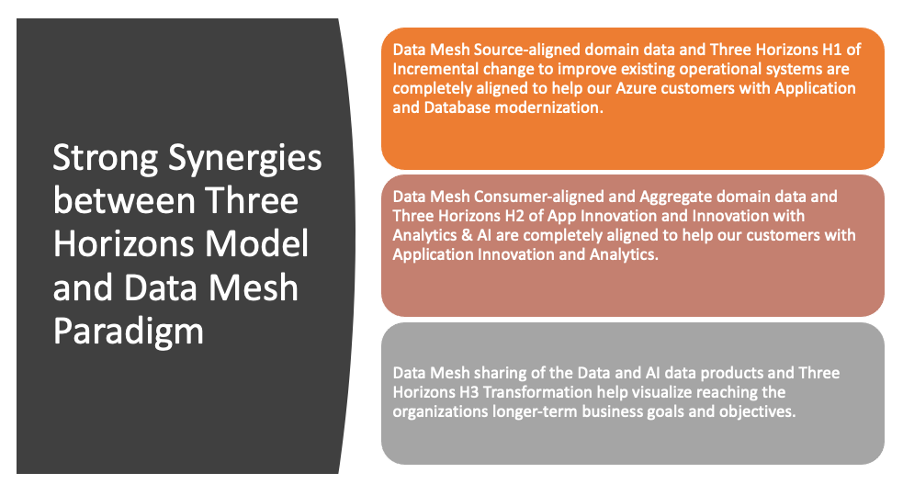 Strong Synergies
between Three
Horizons Model
and Data Mesh
Paradigm
Data Mesh Source-aligned domain data and Three Horizons H1 of
Incremental change to improve existing operational systems are
completely aligned to help our Azure customers with Application
and Database modernization.
Data Mesh Consumer-aligned and Aggregate domain data and
Three Horizons H2 of App Innovation and Innovation with
Analytics & AI are completely aligned to help our customers with
Application Innovation and Analytics.
Data Mesh sharing of the Data and AI data products and Three
Horizons H3 Transformation help visualize reaching the
organizations longer-term business goals and objectives.